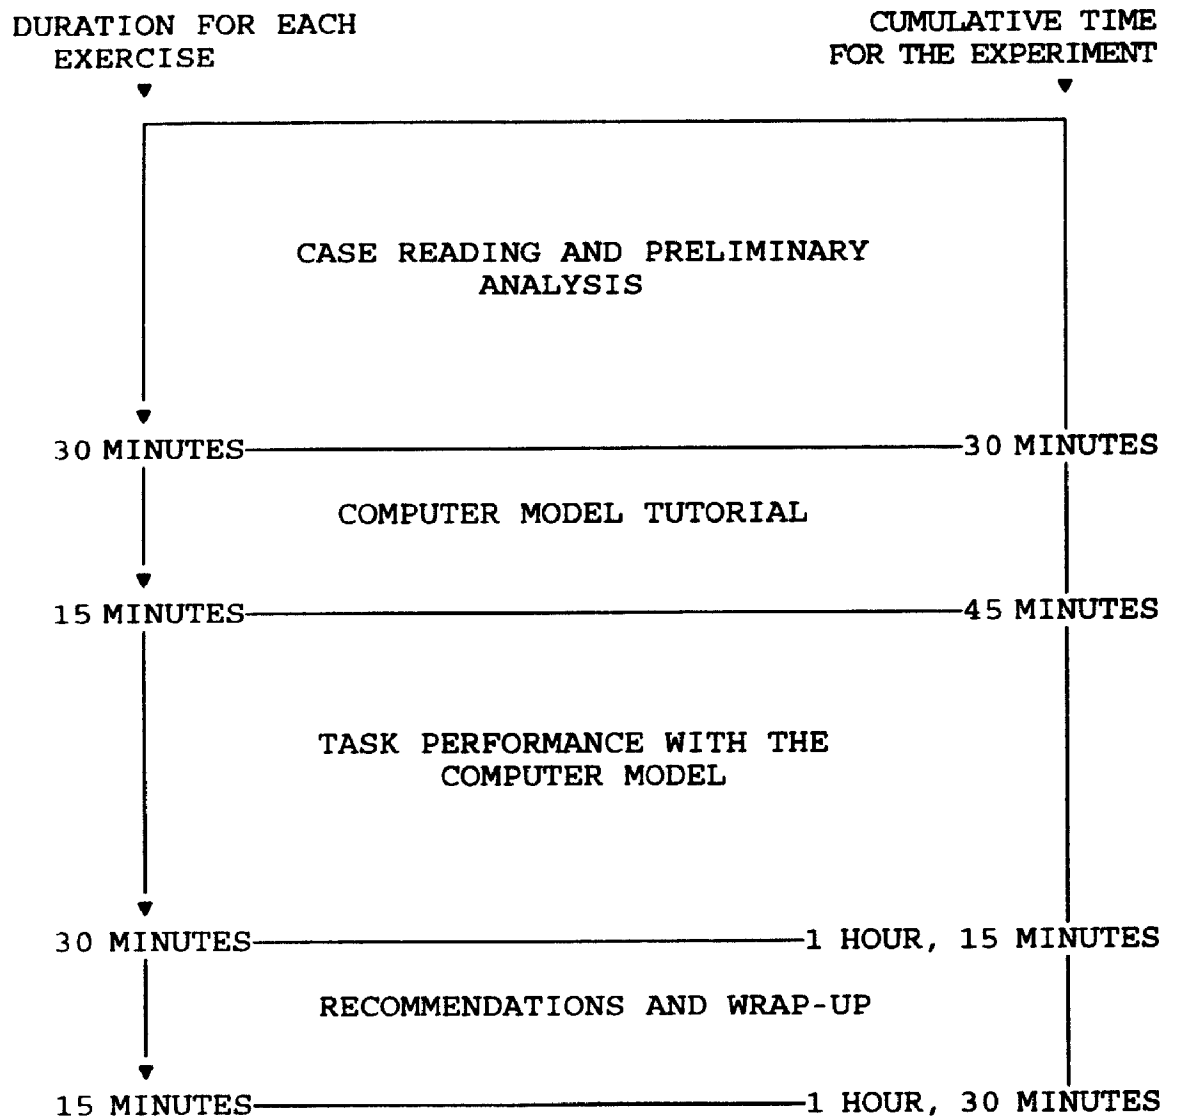 DURATION FOR EACH
EXERCISE
CUMULATIVE TIME
FOR THE EXPERIMENT
CASE READING AND PRELIMINARY
ANALYSIS
30 MINUTES 30 MINUTES
COMPUTER MODEL TUTORIAL
15 MINUTES 45 MINUTES
TASK PERFORMANCE WITH THE
COMPUTER MODEL
30 MINUTES 1 HOUR, 15 MINUTES
RECOMMENDATIONS AND WRAP-UP
15 MINUTES 1 HOUR, 30 MINUTES